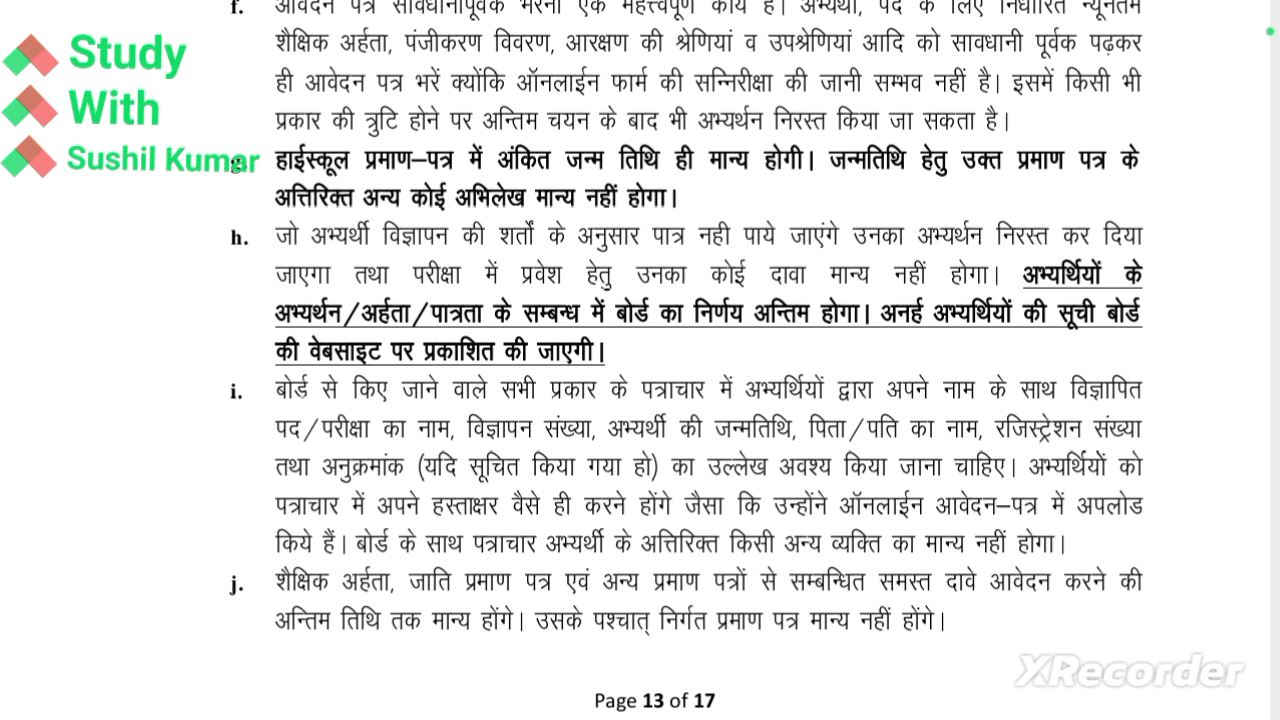 f. आवेदन पत्र सावधानीपूर्वक भरना एक महत्त्वपूर्ण कार्य है। अभ्यर्थी, पद के लिए निर्धारित न्यूनतम
शैक्षिक अर्हता, पंजीकरण विवरण, आरक्षण की श्रेणियां व उपश्रेणियां आदि को सावधानी पूर्वक पढ़कर
ही आवेदन पत्र भरें क्योंकि ऑनलाईन फार्म की सन्निरीक्षा की जानी सम्भव नहीं है। इसमें किसी भी
प्रकार की त्रुटि होने पर अन्तिम चयन के बाद भी अभ्यर्थन निरस्त किया जा सकता है।
Study
With
Sushil Kumar
g. हाईस्कूल प्रमाण–पत्र में अंकित जन्म तिथि ही मान्य होगी। जन्मतिथि हेतु उक्त प्रमाण पत्र के
अत्तिरिक्त अन्य कोई अभिलेख मान्य नहीं होगा।
h. जो अभ्यर्थी विज्ञापन की शर्तों के अनुसार पात्र नही पाये जाएंगे उनका अभ्यर्थन निरस्त कर दिया
जाएगा तथा परीक्षा में प्रवेश हेतु उनका कोई दावा मान्य नहीं होगा। अभ्यर्थियों के
अभ्यर्थन/अर्हता/पात्रता के सम्बन्ध में बोर्ड का निर्णय अन्तिम होगा। अनर्ह अभ्यर्थियों की सूची बोर्ड
की वेबसाइट पर प्रकाशित की जाएगी।
i. बोर्ड से किए जाने वाले सभी प्रकार के पत्राचार में अभ्यर्थियों द्वारा अपने नाम के साथ विज्ञापित
पद/परीक्षा का नाम, विज्ञापन संख्या, अभ्यर्थी की जन्मतिथि, पिता/पति का नाम, रजिस्ट्रेशन संख्या
तथा अनुक्रमांक (यदि सूचित किया गया हो) का उल्लेख अवश्य किया जाना चाहिए। अभ्यर्थियों को
पत्राचार में अपने हस्ताक्षर वैसे ही करने होंगे जैसा कि उन्होंने ऑनलाईन आवेदन–पत्र में अपलोड
किये हैं। बोर्ड के साथ पत्राचार अभ्यर्थी के अत्तिरिक्त किसी अन्य व्यक्ति का मान्य नहीं होगा।
j. शैक्षिक अर्हता, जाति प्रमाण पत्र एवं अन्य प्रमाण पत्रों से सम्बन्धित समस्त दावे आवेदन करने की
अन्तिम तिथि तक मान्य होंगे। उसके पश्चात् निर्गत प्रमाण पत्र मान्य नहीं होंगे।
XRecorder
Page 13 of 17